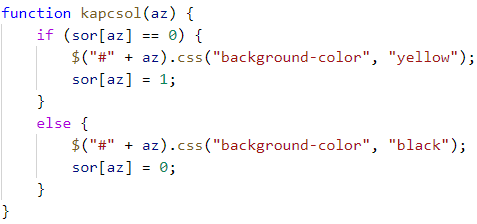 function kapcsol(az) {
    if (sor[az] == 0) {
        $("#" + az).css("background-color", "yellow");
        sor[az] = 1;
    }
    else {
        $("#" + az).css("background-color", "black");
        sor[az] = 0;
    }
}